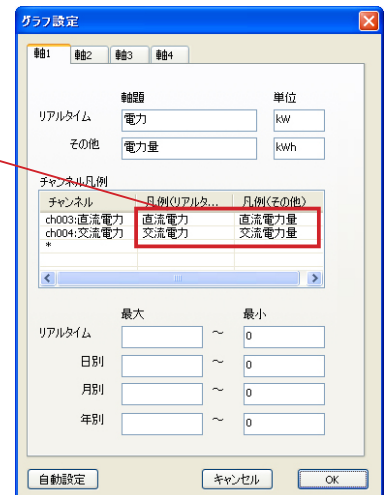 グラフ設定
軸1 軸2 軸3 軸4
軸題 単位
リアルタイム 電力 kW
その他 電力量 kWh
チャンネル凡例
チャンネル 凡例(リアルタ... 凡例(その他)
ch003:直流電力 直流電力 直流電力量
ch004:交流電力 交流電力 交流電力量
*
最大 最小
リアルタイム ～ 0
日別 ～ 0
月別 ～ 0
年別 ～ 0
自動設定 キャンセル OK